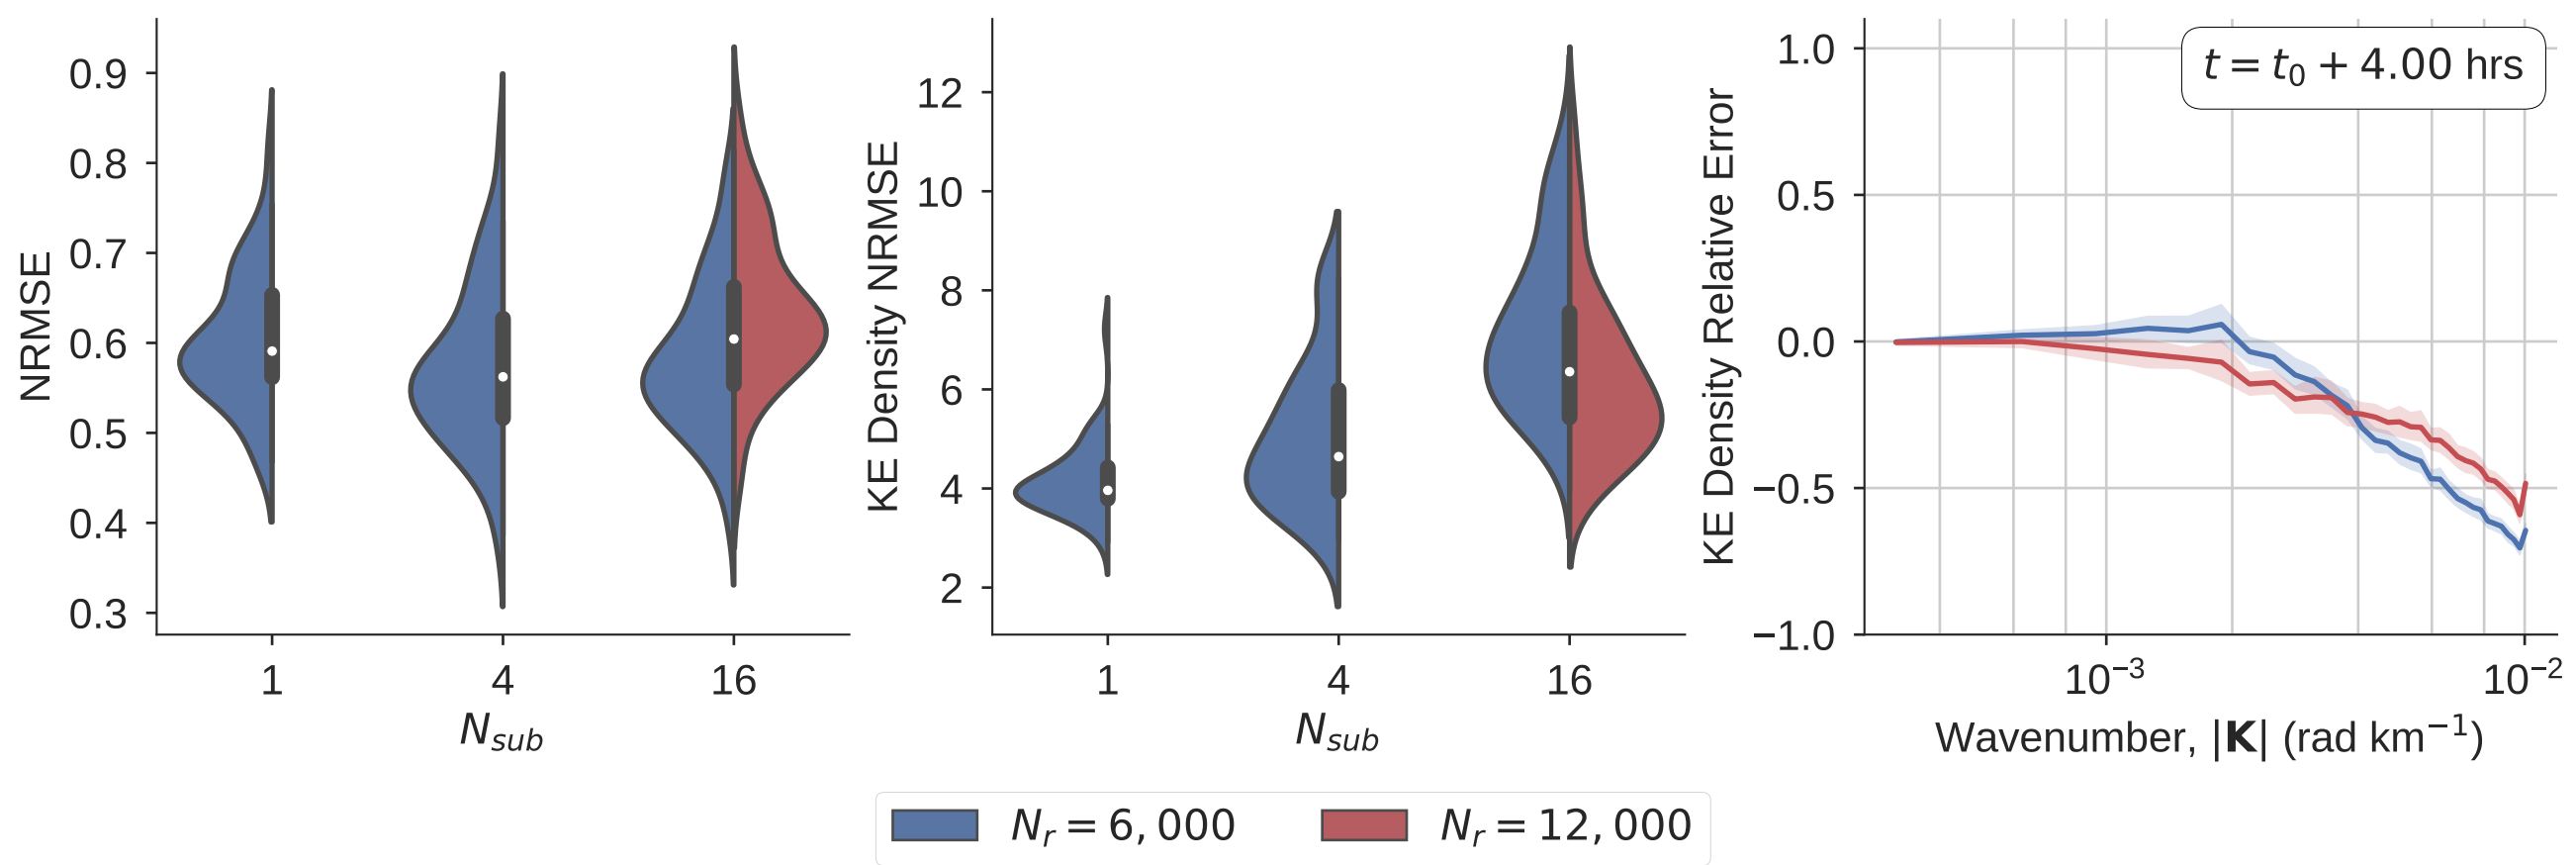 NRMSE
0.9
0.8
0.7
0.6
0.5
0.4
0.3
1 4 16
N_sub
KE Density NRMSE
12
10
8
6
4
2
1 4 16
N_sub
KE Density Relative Error
1.0
0.5
0.0
−0.5
−1.0
t = t₀ + 4.00 hrs
10⁻³ 10⁻²
Wavenumber, |K| (rad km⁻¹)
N_r = 6,000 N_r = 12,000